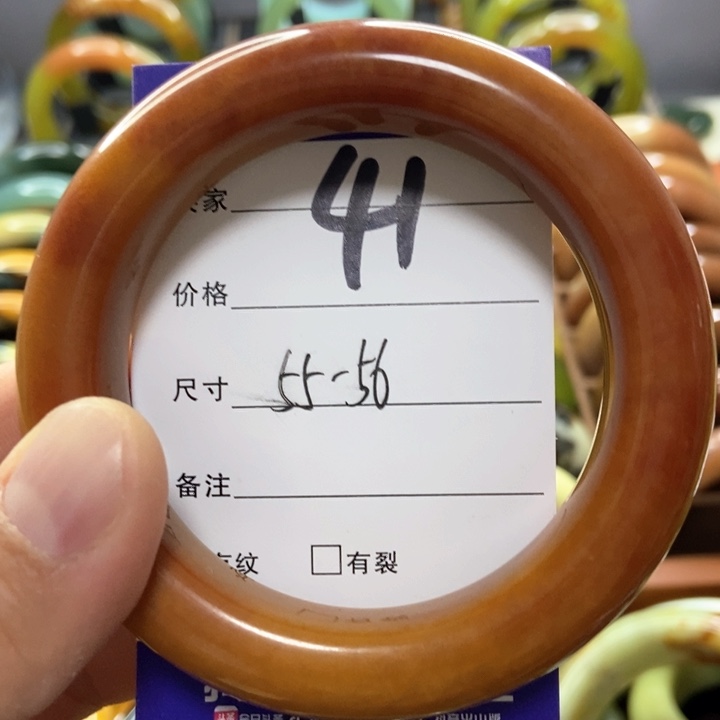 家 41
价格
尺寸 55-56
备注
纹 □有裂